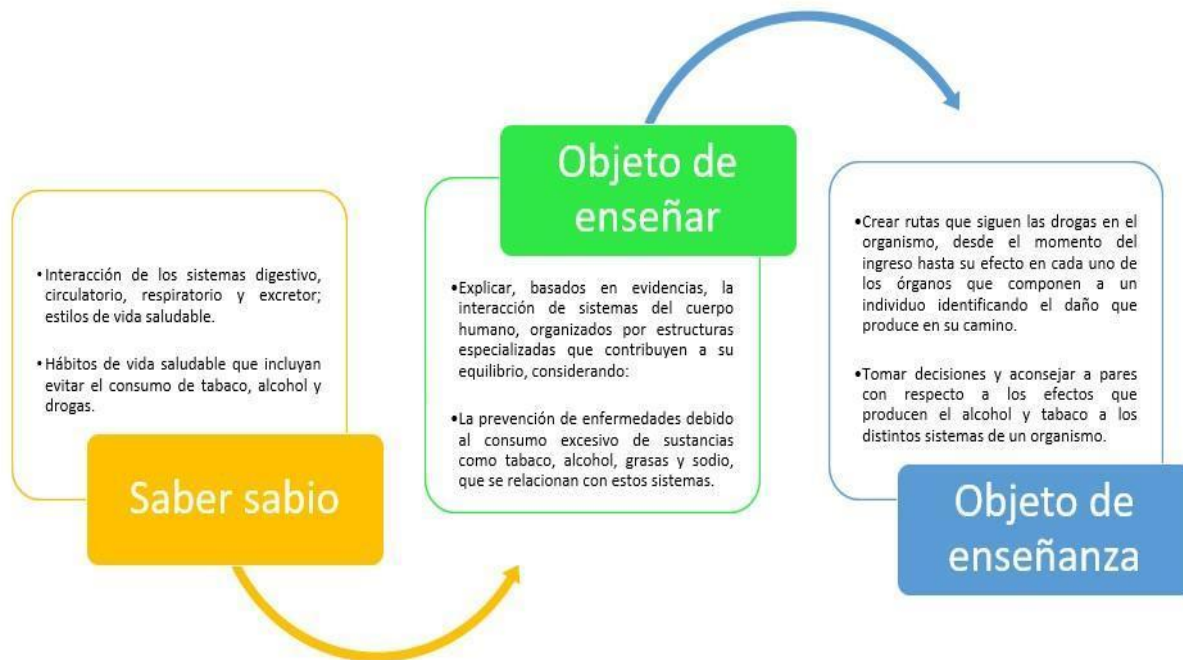 •Interacción de los sistemas digestivo,
circulatorio, respiratorio y excretor;
estilos de vida saludable.
•Hábitos de vida saludable que incluyan
evitar el consumo de tabaco, alcohol y
drogas.
Saber sabio
Objeto de
enseñar
•Explicar, basados en evidencias, la
interacción de sistemas del cuerpo
humano, organizados por estructuras
especializadas que contribuyen a su
equilibrio, considerando:
•La prevención de enfermedades debido
al consumo excesivo de sustancias
como tabaco, alcohol, grasas y sodio,
que se relacionan con estos sistemas.
•Crear rutas que siguen las drogas en el
organismo, desde el momento del
ingreso hasta su efecto en cada uno de
los órganos que componen a un
individuo identificando el daño que
produce en su camino.
•Tomar decisiones y aconsejar a pares
con respecto a los efectos que
producen el alcohol y tabaco a los
distintos sistemas de un organismo.
Objeto de
enseñanza